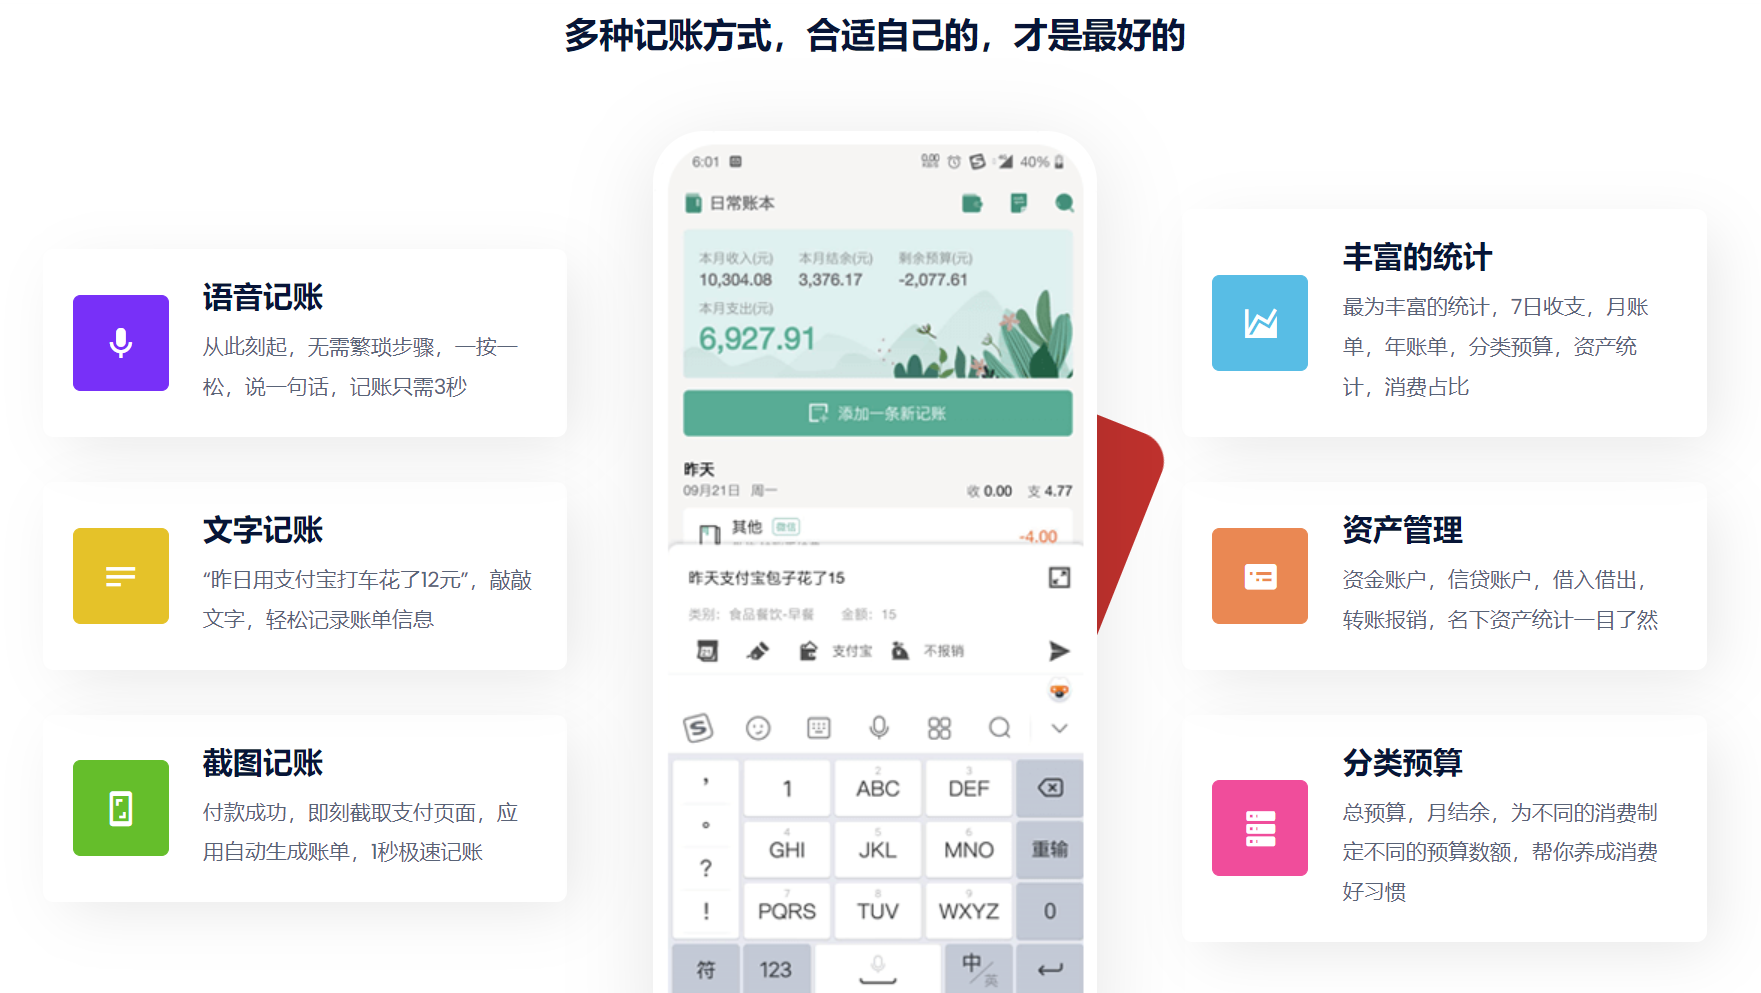 多种记账方式，合适自己的，才是最好的
语音记账
从此刻起，无需繁琐步骤，一按一
松，说一句话，记账只需3秒
文字记账
“昨日用支付宝打车花了12元”，敲敲
文字，轻松记录账单信息
截图记账
付款成功，即刻截取支付页面，应
用自动生成账单，1秒极速记账
6:01
0.00
40%
日常账本
本月收入(元) 本月结余(元) 剩余预算(元)
10,304.08 3,376.17 -2,077.61
本月支出(元)
6,927.91
添加一条新记账
昨天
09月21日 周一 收 0.00 支 4.77
其他 微信
-4.00
昨天支付宝包子花了15
类别：食品餐饮-早餐 金额：15
支付宝 不报销
， 1 2 ABC 3 DEF
。 4 GHI 5 JKL 6 MNO 重输
?
! 7 PQRS 8 TUV 9 WXYZ 0
符 123 中/英
丰富的统计
最为丰富的统计，7日收支，月账
单，年账单，分类预算，资产统
计，消费占比
资产管理
资金账户，信贷账户，借入借出，
转账报销，名下资产统计一目了然
分类预算
总预算，月结余，为不同的消费制
定不同的预算数额，帮你养成消费
好习惯